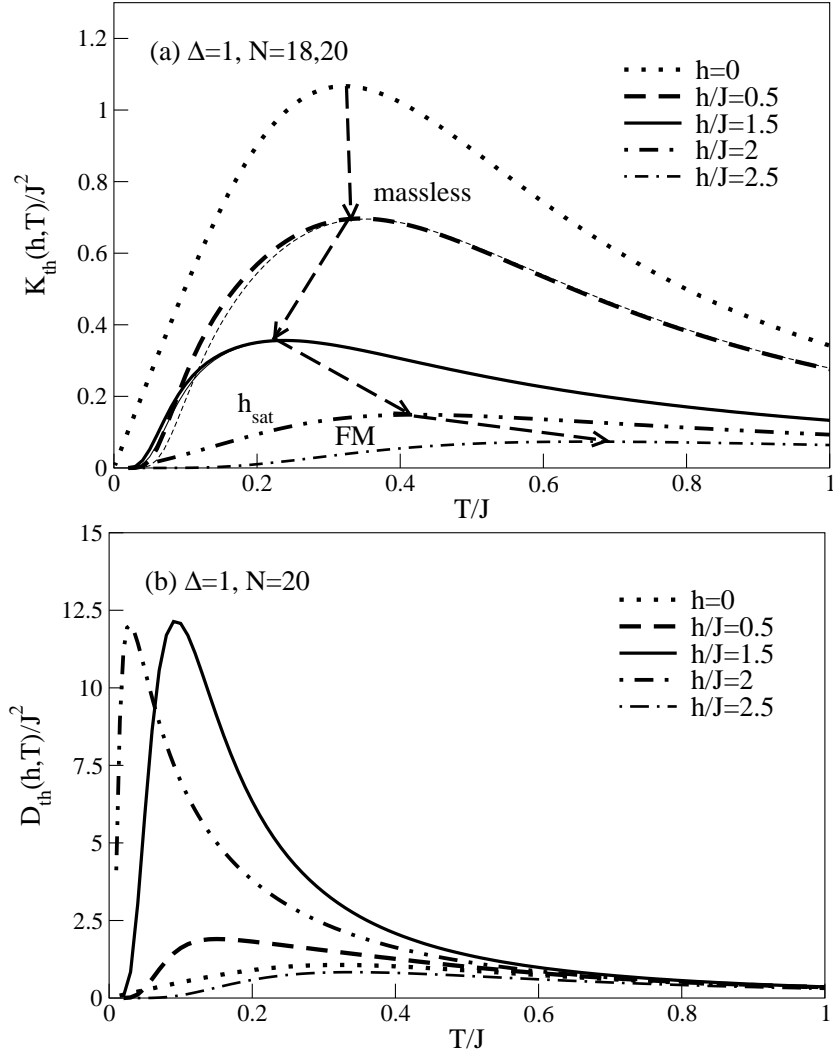 (a) Δ=1, N=18,20
h=0
h/J=0.5
h/J=1.5
h/J=2
h/J=2.5
massless
h_sat
FM
K_th(h,T)/J^2
1.2
1
0.8
0.6
0.4
0.2
0
0 0.2 0.4 0.6 0.8 1
T/J
(b) Δ=1, N=20
h=0
h/J=0.5
h/J=1.5
h/J=2
h/J=2.5
D_th(h,T)/J^2
15
12.5
10
7.5
5
2.5
0
0 0.2 0.4 0.6 0.8 1
T/J